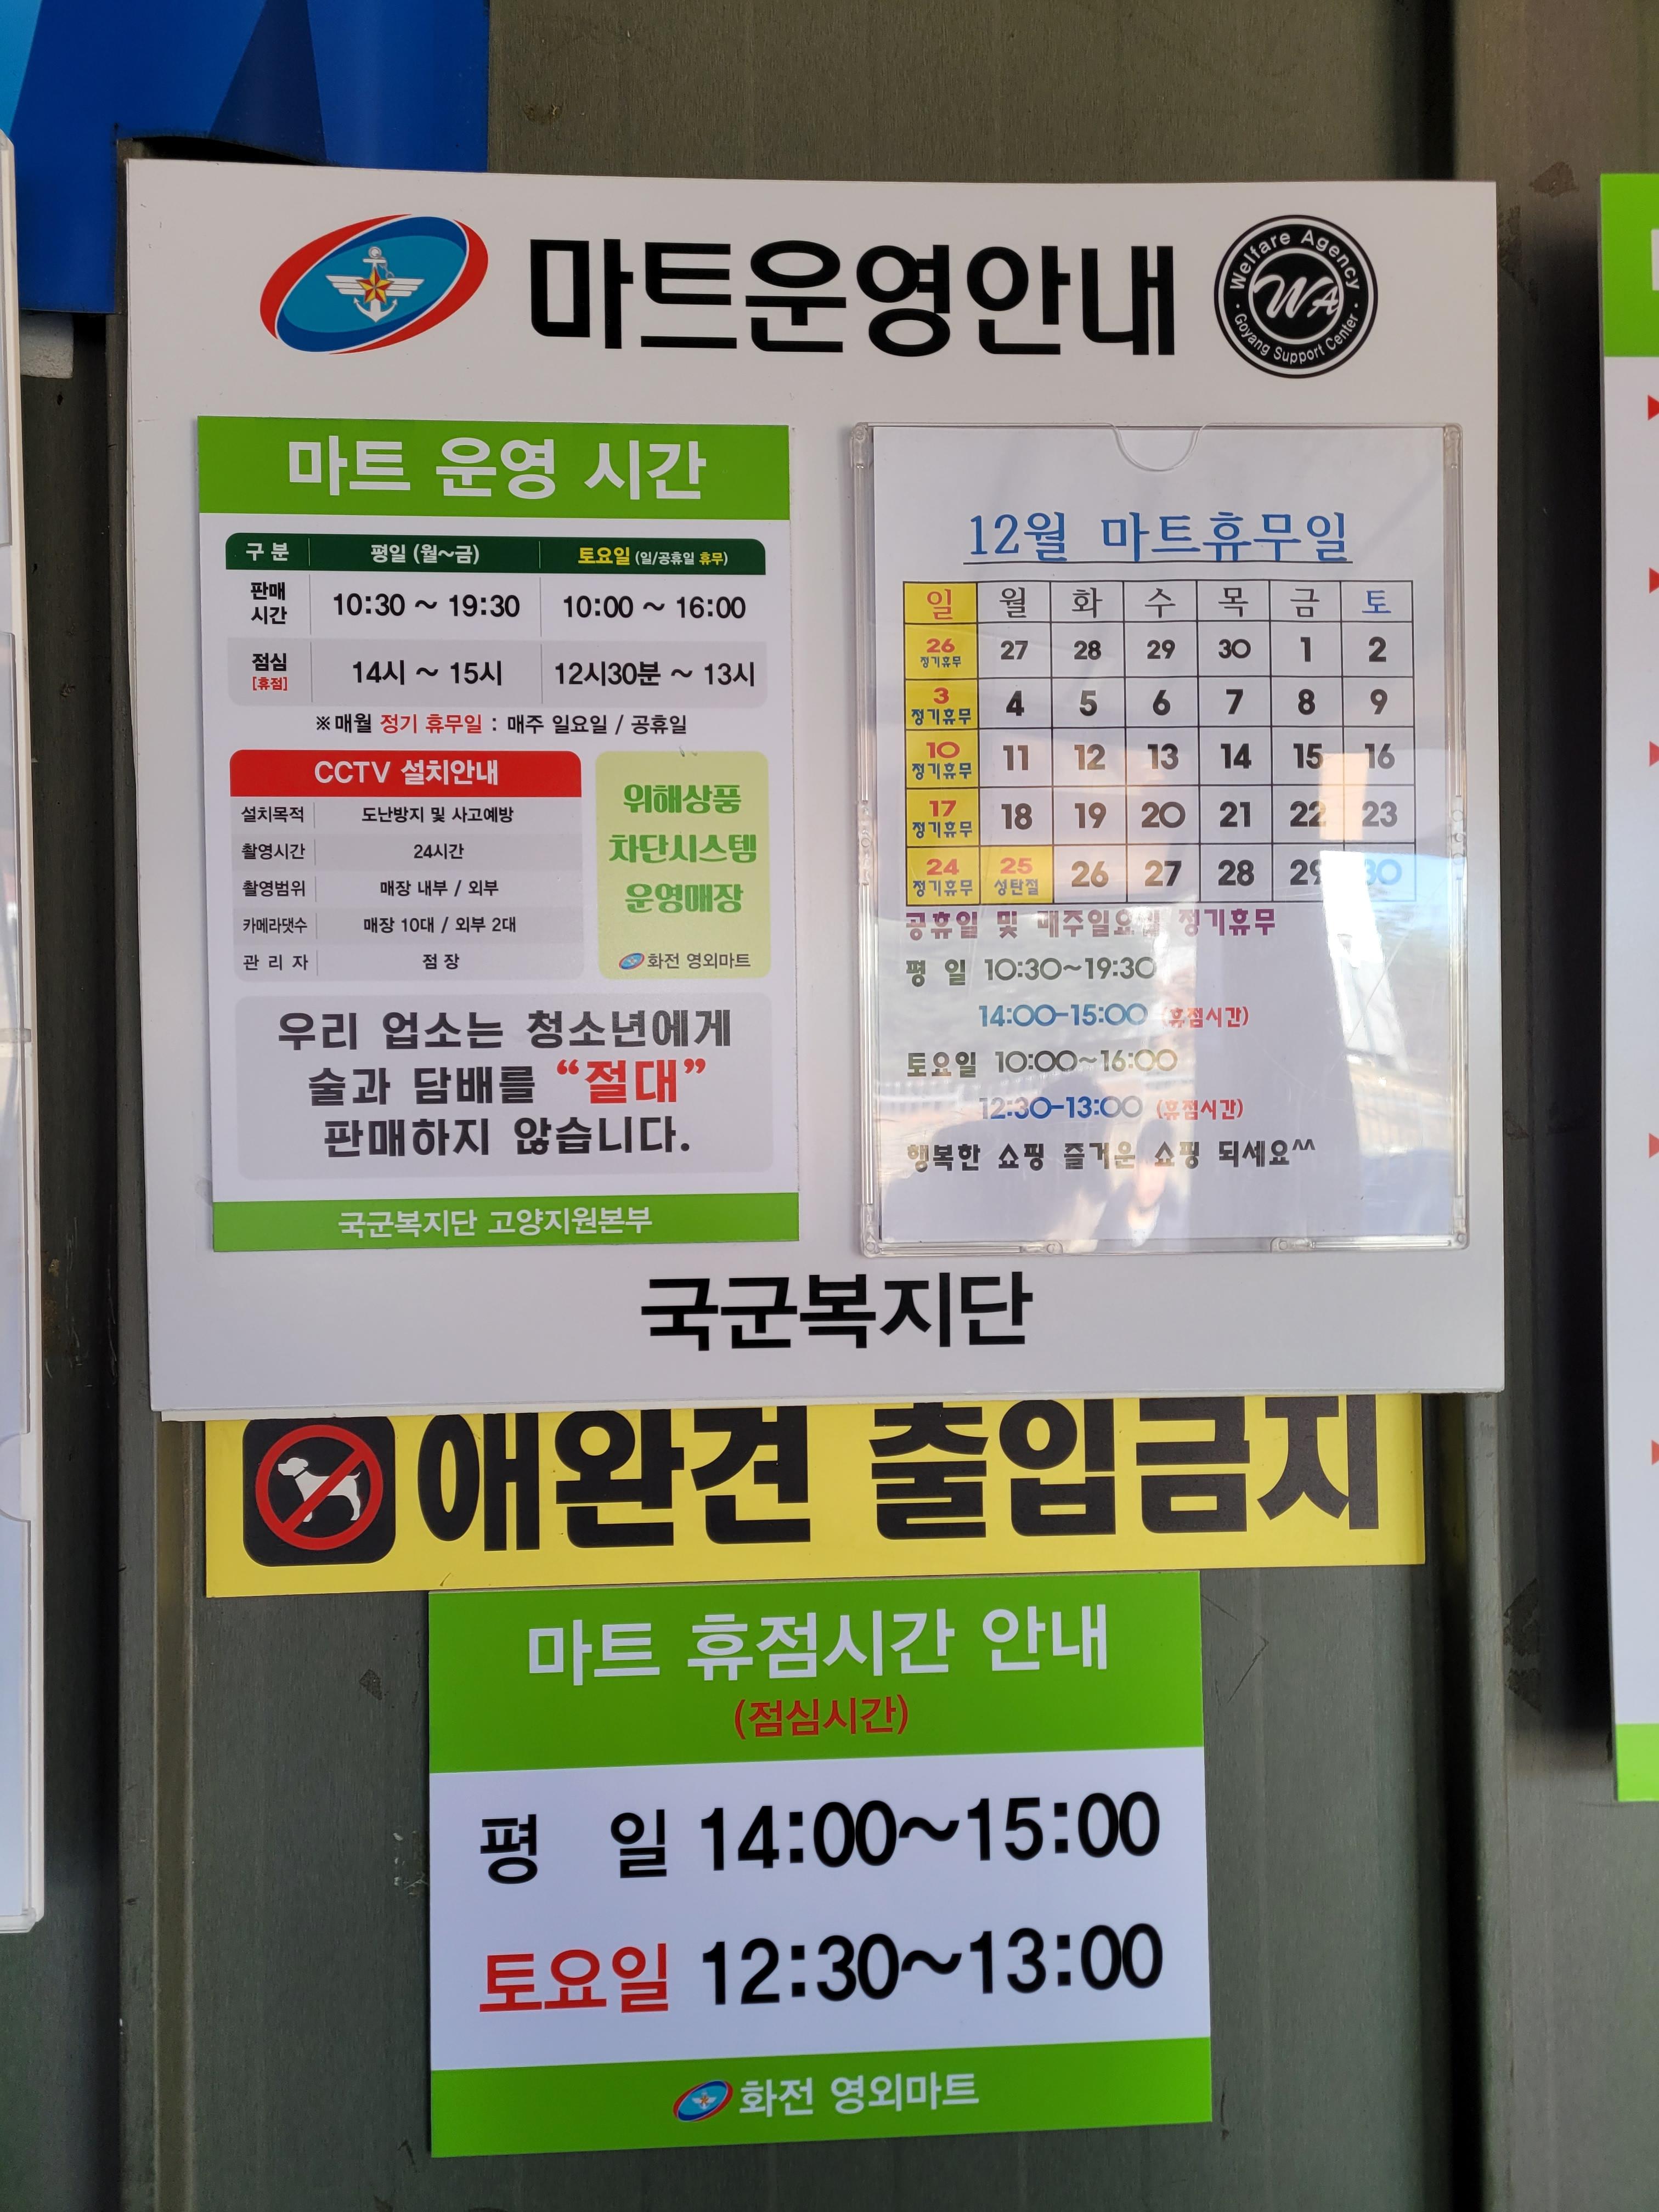 마트운영안내
Welfare Agency
WA
Goyang Support Center
마트 운영 시간
구 분 평일 (월~금) 토요일 (일/공휴일 휴무)
판매 시간 10:30 ~ 19:30 10:00 ~ 16:00
점심 [휴점] 14시 ~ 15시 12시30분 ~ 13시
※매월 정기 휴무일 : 매주 일요일 / 공휴일
CCTV 설치안내
설치목적 도난방지 및 사고예방
촬영시간 24시간
촬영범위 매장 내부 / 외부
카메라댓수 매장 10대 / 외부 2대
관 리 자 점 장
위해상품
차단시스템
운영매장
화전 영외마트
우리 업소는 청소년에게
술과 담배를 “절대”
판매하지 않습니다.
국군복지단 고양지원본부
12월 마트휴무일
일 월 화 수 목 금 토
26 정기휴무 27 28 29 30 1 2
3 정기휴무 4 5 6 7 8 9
10 정기휴무 11 12 13 14 15 16
17 정기휴무 18 19 20 21 22 23
24 정기휴무 25 성탄절 26 27 28 29 30
공휴일 및 매주일요일 정기휴무
평 일 10:30~19:30
14:00-15:00 (휴점시간)
토요일 10:00~16:00
12:30-13:00 (휴점시간)
행복한 쇼핑 즐거운 쇼핑 되세요^^
국군복지단
애완견 출입금지
마트 휴점시간 안내
(점심시간)
평 일 14:00~15:00
토요일 12:30~13:00
화전 영외마트